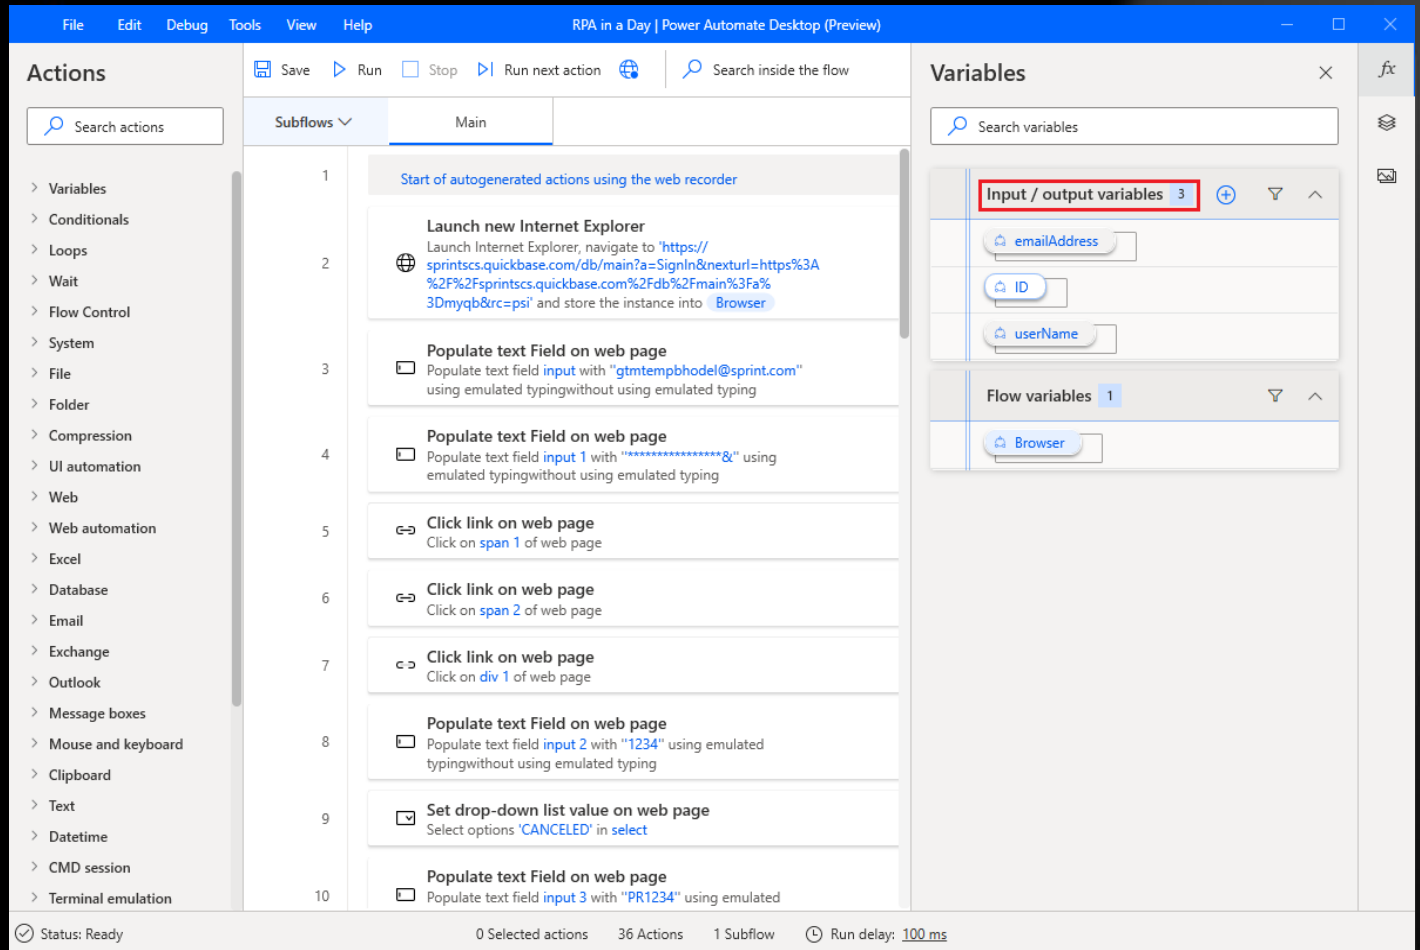 File Edit Debug Tools View Help RPA in a Day | Power Automate Desktop (Preview)
Actions
Search actions
Variables
Conditionals
Loops
Wait
Flow Control
System
File
Folder
Compression
UI automation
Web
Web automation
Excel
Database
Email
Exchange
Outlook
Message boxes
Mouse and keyboard
Clipboard
Text
Datetime
CMD session
Terminal emulation
Save Run Stop Run next action Search inside the flow
Subflows Main
1 Start of autogenerated actions using the web recorder
2 Launch new Internet Explorer
Launch Internet Explorer, navigate to 'https://
sprintscs.quickbase.com/db/main?a=SignIn&nexturl=https%3A
%2F%2Fsprintscs.quickbase.com%2Fdb%2Fmain%3Fa%
3Dmyqb&rc=psi' and store the instance into Browser
3 Populate text Field on web page
Populate text field input with "gtmtempbhodel@sprint.com"
using emulated typingwithout using emulated typing
4 Populate text Field on web page
Populate text field input 1 with "****************&" using
emulated typingwithout using emulated typing
5 Click link on web page
Click on span 1 of web page
6 Click link on web page
Click on span 2 of web page
7 Click link on web page
Click on div 1 of web page
8 Populate text Field on web page
Populate text field input 2 with "1234" using emulated
typingwithout using emulated typing
9 Set drop-down list value on web page
Select options 'CANCELED' in select
10 Populate text Field on web page
Populate text field input 3 with "PR1234" using emulated
Variables
Search variables
Input / output variables 3
emailAddress
ID
userName
Flow variables 1
Browser
fx
Status: Ready 0 Selected actions 36 Actions 1 Subflow Run delay: 100 ms